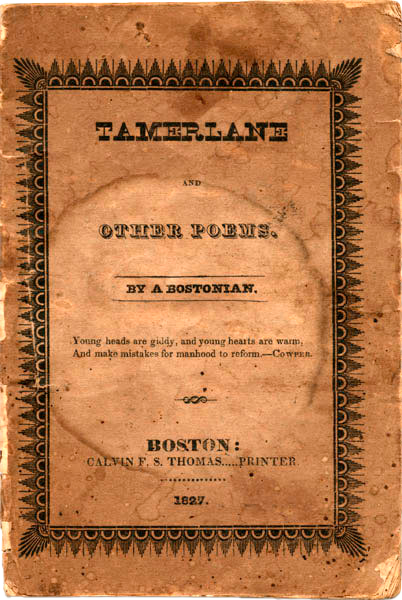 TAMERLANE
AND
OTHER POEMS.
BY A BOSTONIAN.
Young heads are giddy, and young hearts are warm,
And make mistakes for manhood to reform.—COWPER.
BOSTON:
CALVIN F. S. THOMAS.....PRINTER
1827.